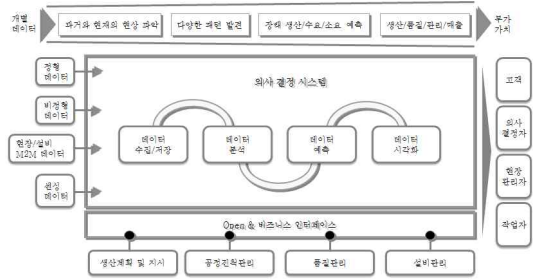 개별
데이터
과거와 현재의 현상 파악
다양한 패턴 발견
장래 생산/수요/소요 예측
생산/품질/관리/매출
부가
가치
정형
데이터
비정형
데이터
현장/설비
M2M 데이터
센싱
데이터
의사 결정 시스템
데이터
수집/저장
데이터
분석
데이터
예측
데이터
시각화
고객
의사
결정자
현장
관리자
작업자
Open & 비즈니스 인터페이스
생산계획 및 지시
공정진척관리
품질관리
설비관리